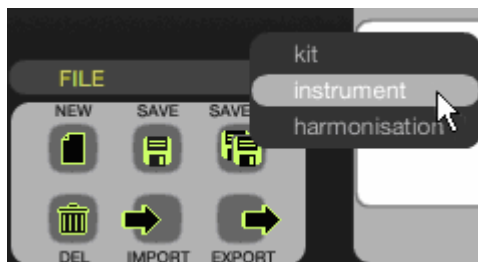 kit
FILE
instrument
NEW SAVE SAVE
harmonisation
DEL IMPORT EXPORT